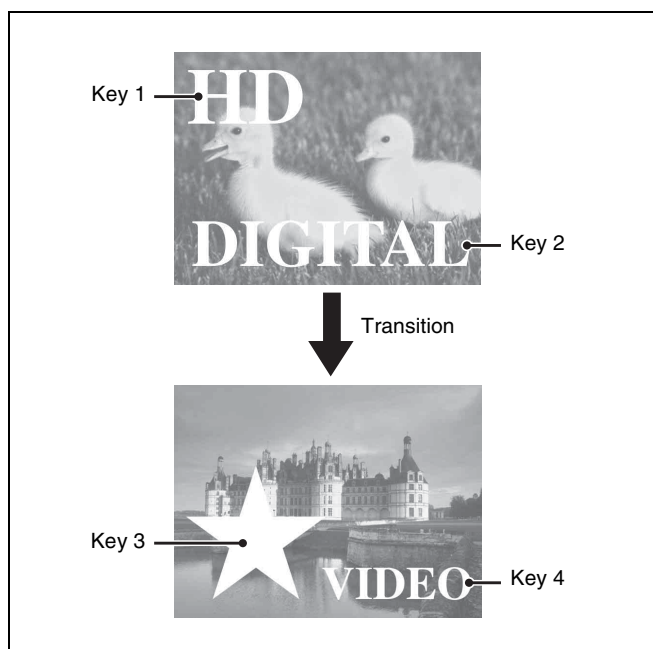 HD
Key 1
DIGITAL
Key 2
Transition
Key 3
VIDEO
Key 4